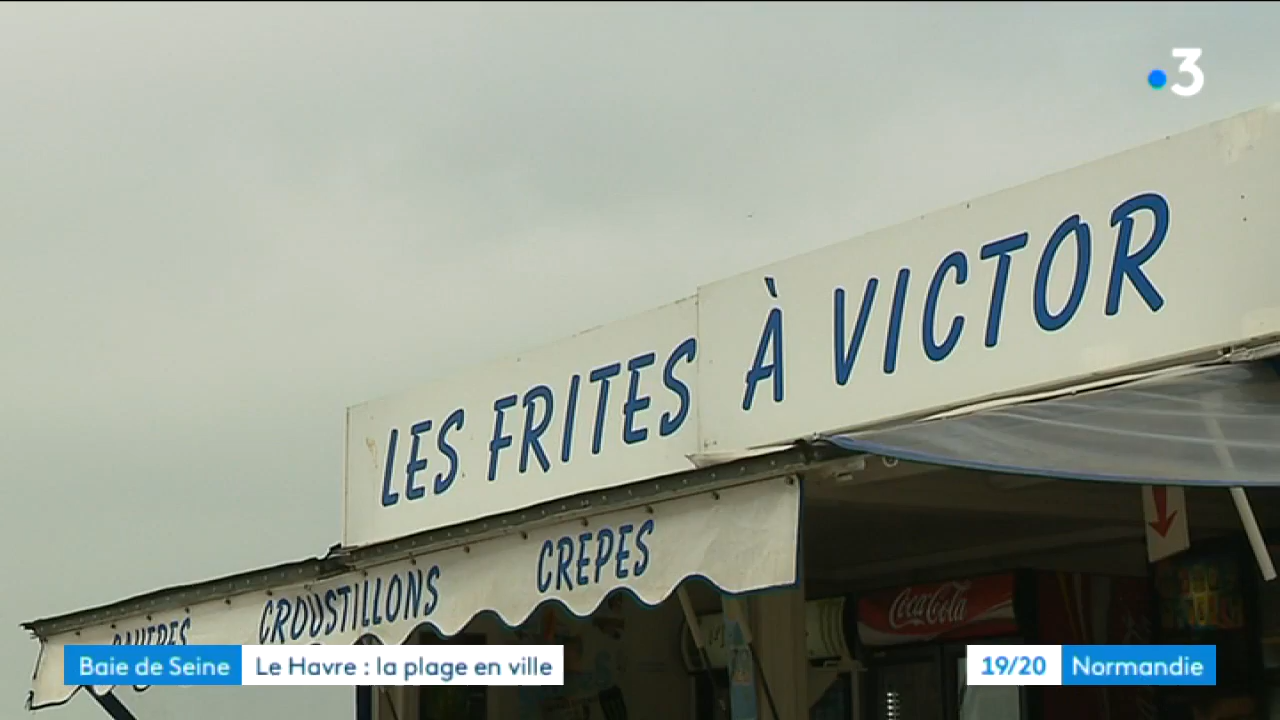 3
LES FRITES À VICTOR
CROUSTILLONS CRÊPES
Coca-Cola
Baie de Seine Le Havre : la plage en ville
19/20 Normandie